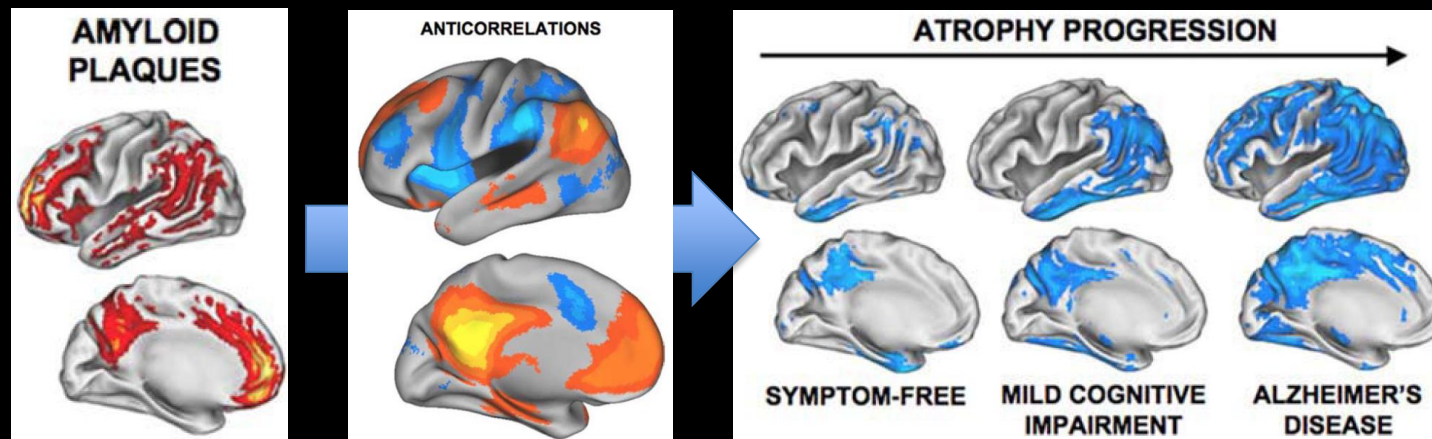 AMYLOID
PLAQUES
ANTICORRELATIONS
ATROPHY PROGRESSION
SYMPTOM-FREE
MILD COGNITIVE
IMPAIRMENT
ALZHEIMER'S
DISEASE